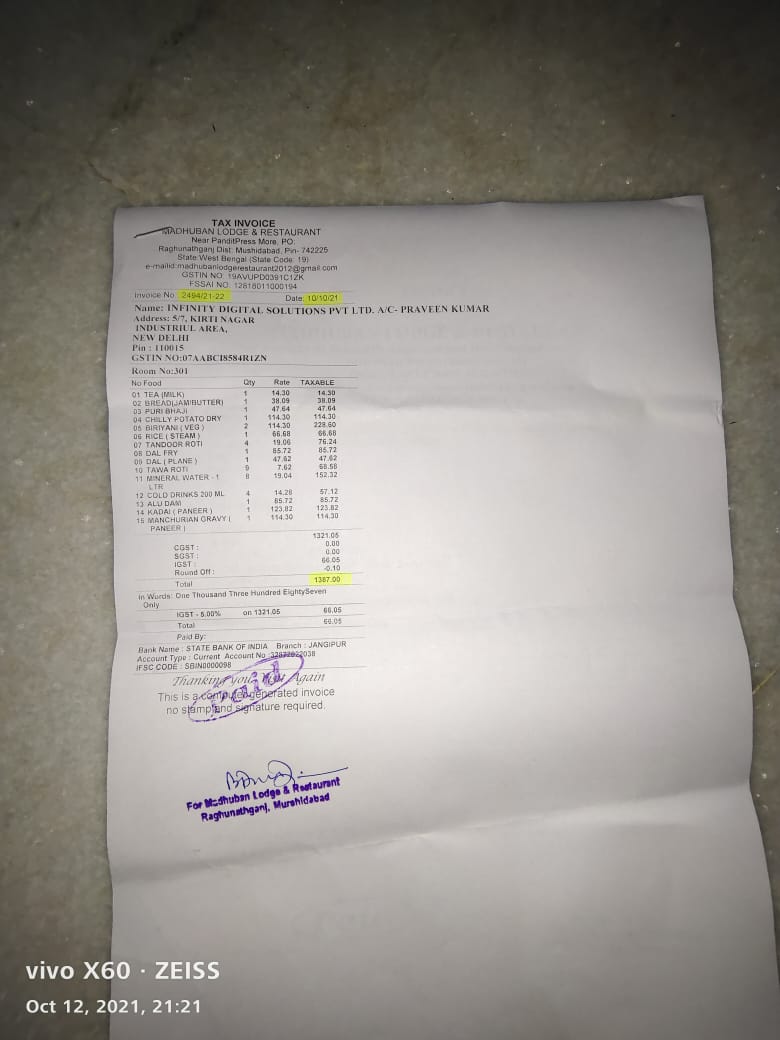 TAX INVOICE
MADHUBAN LODGE & RESTAURANT
Near PanditPress More, PO:
Raghunathganj Dist: Mushidabad, Pin- 742225
State:West Bengal (State Code: 19)
e-mailid:madhubanlodgerestaurant2012@gmail.com
GSTIN NO: 19AVUPD0391C1ZK
FSSAI NO. 12818011000194
Invoice No: 2494/21-22 Date: 10/10/21
Name: INFINITY DIGITAL SOLUTIONS PVT LTD. A/C- PRAVEEN KUMAR
Address: 5/7, KIRTI NAGAR
INDUSTRIUL AREA,
NEW DELHI
Pin : 110015
GSTIN NO:07AABCI8584R1ZN
Room No:301
No Food Qty Rate TAXABLE
01 TEA (MILK) 1 14.30 14.30
02 BREAD(JAM/BUTTER) 1 38.09 38.09
03 PURI BHAJI 1 47.64 47.64
04 CHILLY POTATO DRY 1 114.30 114.30
05 BIRIYANI ( VEG ) 2 114.30 228.60
06 RICE ( STEAM ) 1 66.68 66.68
07 TANDOOR ROTI 4 19.06 76.24
08 DAL FRY 1 85.72 85.72
09 DAL ( PLANE ) 1 47.62 47.62
10 TAWA ROTI 9 7.62 68.58
11 MINERAL WATER - 1 8 19.04 152.32
LTR
12 COLD DRINKS 200 ML 4 14.28 57.12
13 ALU DAM 1 85.72 85.72
14 KADAI ( PANEER ) 1 123.82 123.82
15 MANCHURIAN GRAVY ( 1 114.30 114.30
PANEER )
1321.05
CGST : 0.00
SGST : 0.00
IGST : 66.05
Round Off : -0.10
Total 1387.00
In Words: One Thousand Three Hundred EightySeven
Only
IGST - 5.00% on 1321.05 66.05
Total 66.05
Paid By:
Bank Name : STATE BANK OF INDIA Branch : JANGIPUR
Account Type : Current Account No :
IFSC CODE : SBIN0000098
Thanking you, Visit Again
Paid
This is a computer generated invoice
no stamp and signature required.
For Madhuban Lodge & Restaurant
Raghunathganj, Murshidabad
vivo X60 · ZEISS
Oct 12, 2021, 21:21